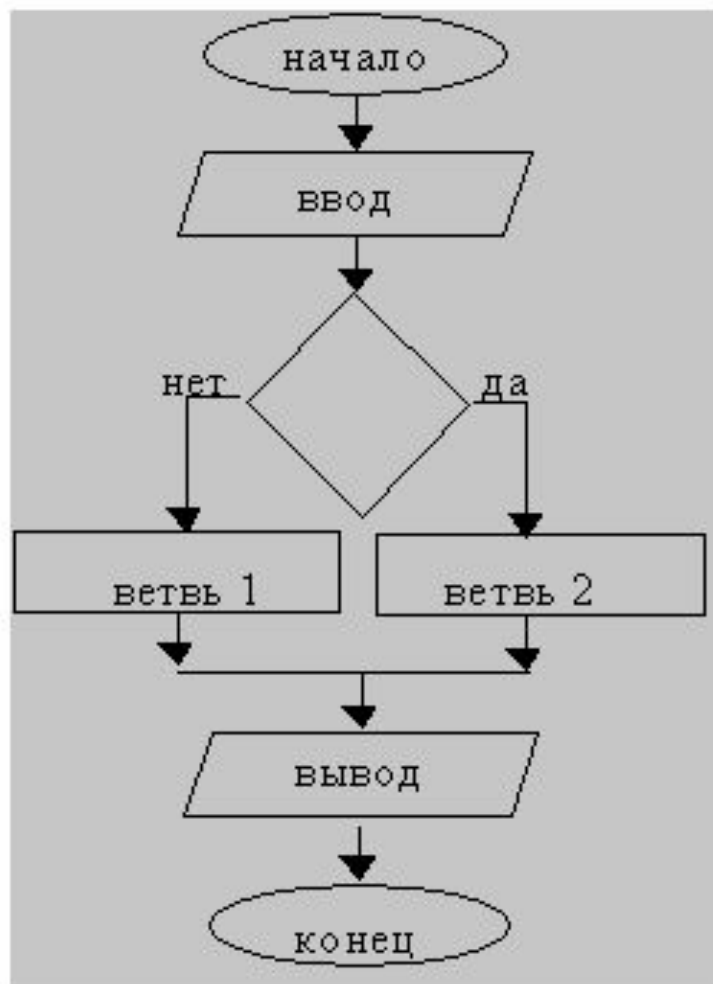 начало
ввод
нет
да
ветвь 1
ветвь 2
вывод
конец